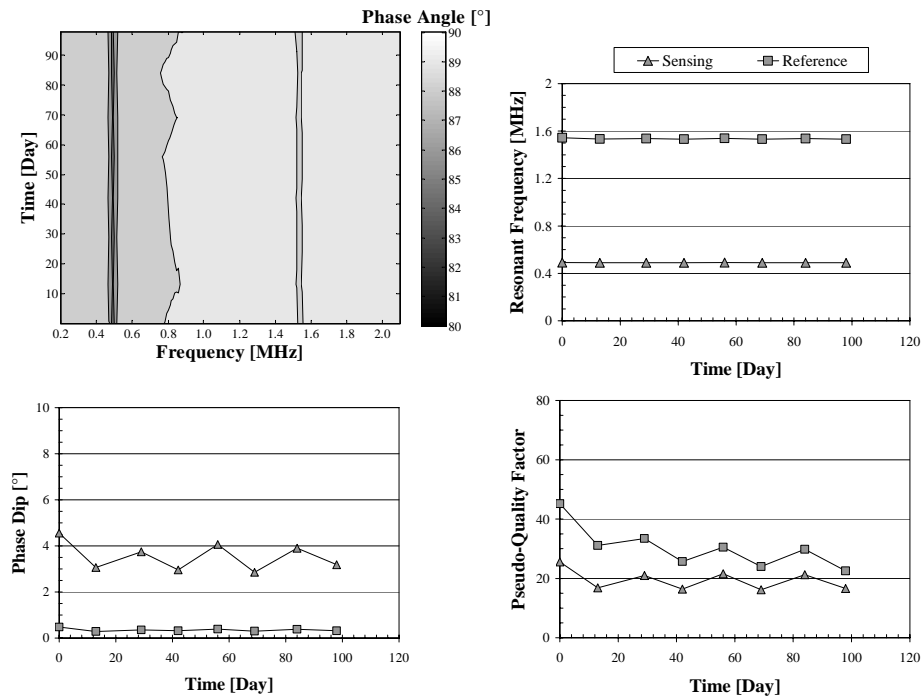 Phase Angle [°]
90
80
70
60
50
40
30
20
10
Time [Day]
0.2 0.4 0.6 0.8 1.0 1.2 1.4 1.6 1.8 2.0
Frequency [MHz]
90
89
88
87
86
85
84
83
82
81
80
Sensing Reference
2
1.6
1.2
0.8
0.4
0
Resonant Frequency [MHz]
0 20 40 60 80 100 120
Time [Day]
10
8
6
4
2
0
Phase Dip [°]
0 20 40 60 80 100 120
Time [Day]
80
60
40
20
0
Pseudo-Quality Factor
0 20 40 60 80 100 120
Time [Day]